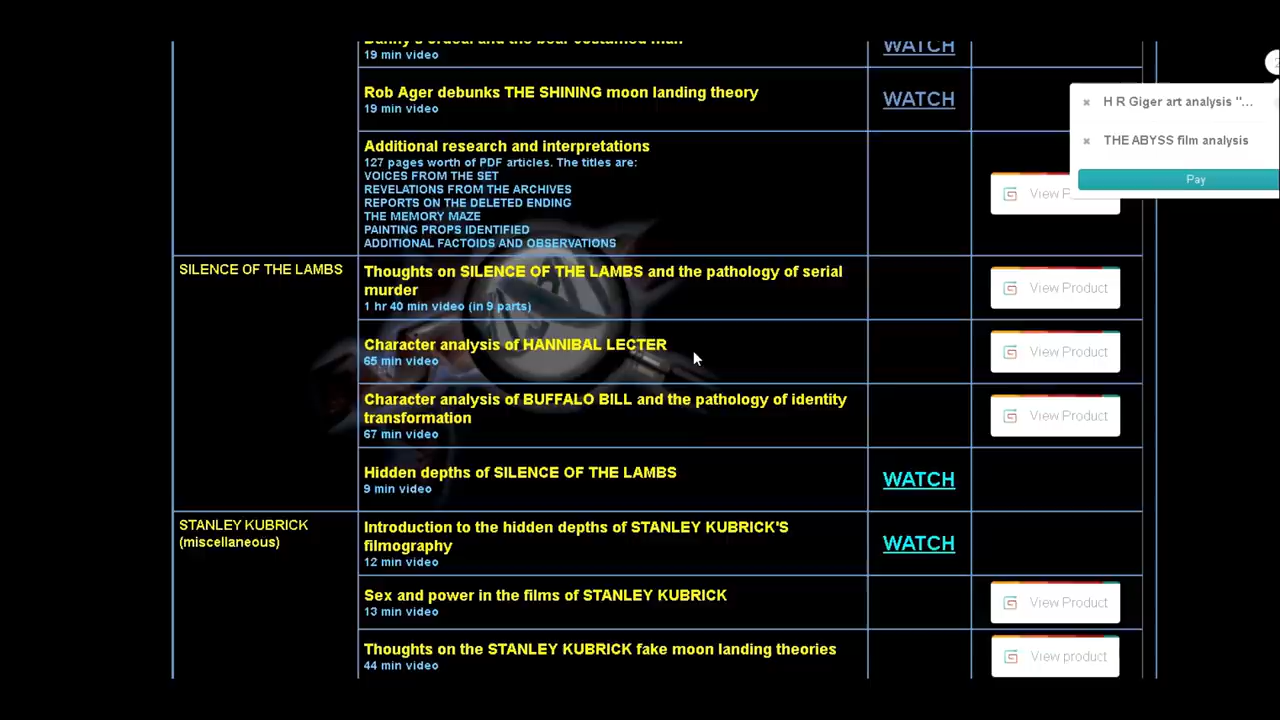 Danny's ordeal and the bear costumed man
19 min video
WATCH
Rob Ager debunks THE SHINING moon landing theory
19 min video
WATCH
H R Giger art analysis "...
THE ABYSS film analysis
Pay
Additional research and interpretations
127 pages worth of PDF articles. The titles are:
VOICES FROM THE SET
REVELATIONS FROM THE ARCHIVES
REPORTS ON THE DELETED ENDING
THE MEMORY MAZE
PAINTING PROPS IDENTIFIED
ADDITIONAL FACTOIDS AND OBSERVATIONS
View P
SILENCE OF THE LAMBS
Thoughts on SILENCE OF THE LAMBS and the pathology of serial
murder
1 hr 40 min video (in 9 parts)
View Product
Character analysis of HANNIBAL LECTER
65 min video
View Product
Character analysis of BUFFALO BILL and the pathology of identity
transformation
67 min video
View Product
Hidden depths of SILENCE OF THE LAMBS
9 min video
WATCH
STANLEY KUBRICK
(miscellaneous)
Introduction to the hidden depths of STANLEY KUBRICK'S
filmography
12 min video
WATCH
Sex and power in the films of STANLEY KUBRICK
13 min video
View Product
Thoughts on the STANLEY KUBRICK fake moon landing theories
44 min video
View product